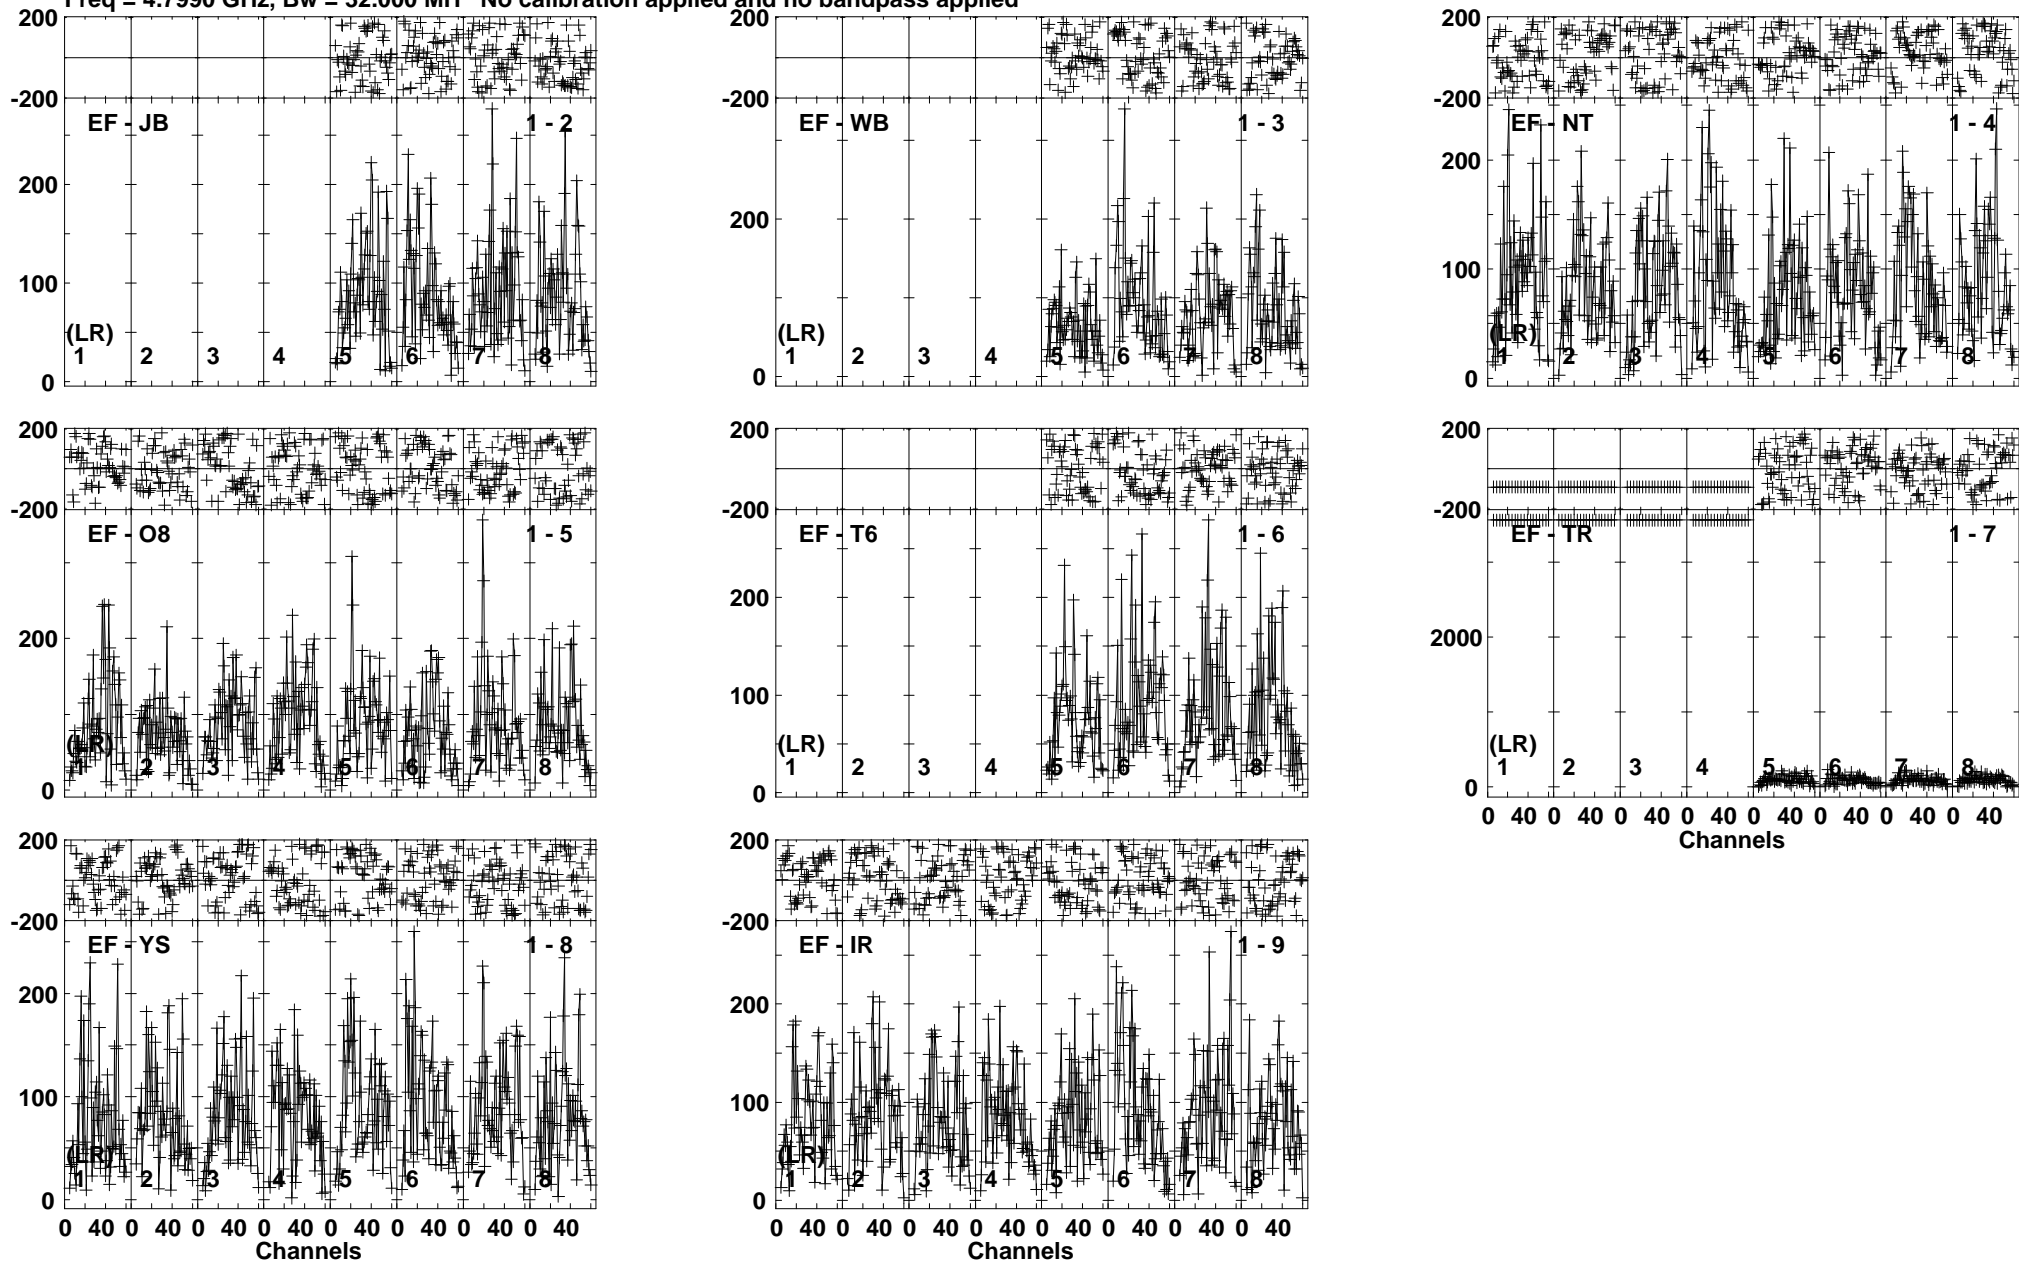 Freq = 4.7990 GHz, Bw = 32.000 MH No calibration applied and no bandpass applied
200
-200
EF - JB 1 - 2
200
100
0
(LR)
1 2 3 4 5 6 7 8
200
-200
EF - WB 1 - 3
200
0
(LR)
1 2 3 4 5 6 7 8
200
-200
EF - NT 1 - 4
200
100
0
(LR)
1 2 3 4 5 6 7 8
200
-200
EF - O8 1 - 5
200
0
(LR)
1 2 3 4 5 6 7 8
200
-200
EF - T6 1 - 6
200
100
0
(LR)
1 2 3 4 5 6 7 8
200
-200
EF - TR 1 - 7
2000
0
(LR)
1 2 3 4 5 6 7 8
0 40 0 40 0 40 0 40 0 40 0 40 0 40 0 40
Channels
200
-200
EF - YS 1 - 8
200
100
0
(LR)
1 2 3 4 5 6 7 8
0 40 0 40 0 40 0 40 0 40 0 40 0 40 0 40
Channels
200
-200
EF - IR 1 - 9
200
100
0
(LR)
1 2 3 4 5 6 7 8
0 40 0 40 0 40 0 40 0 40 0 40 0 40 0 40
Channels